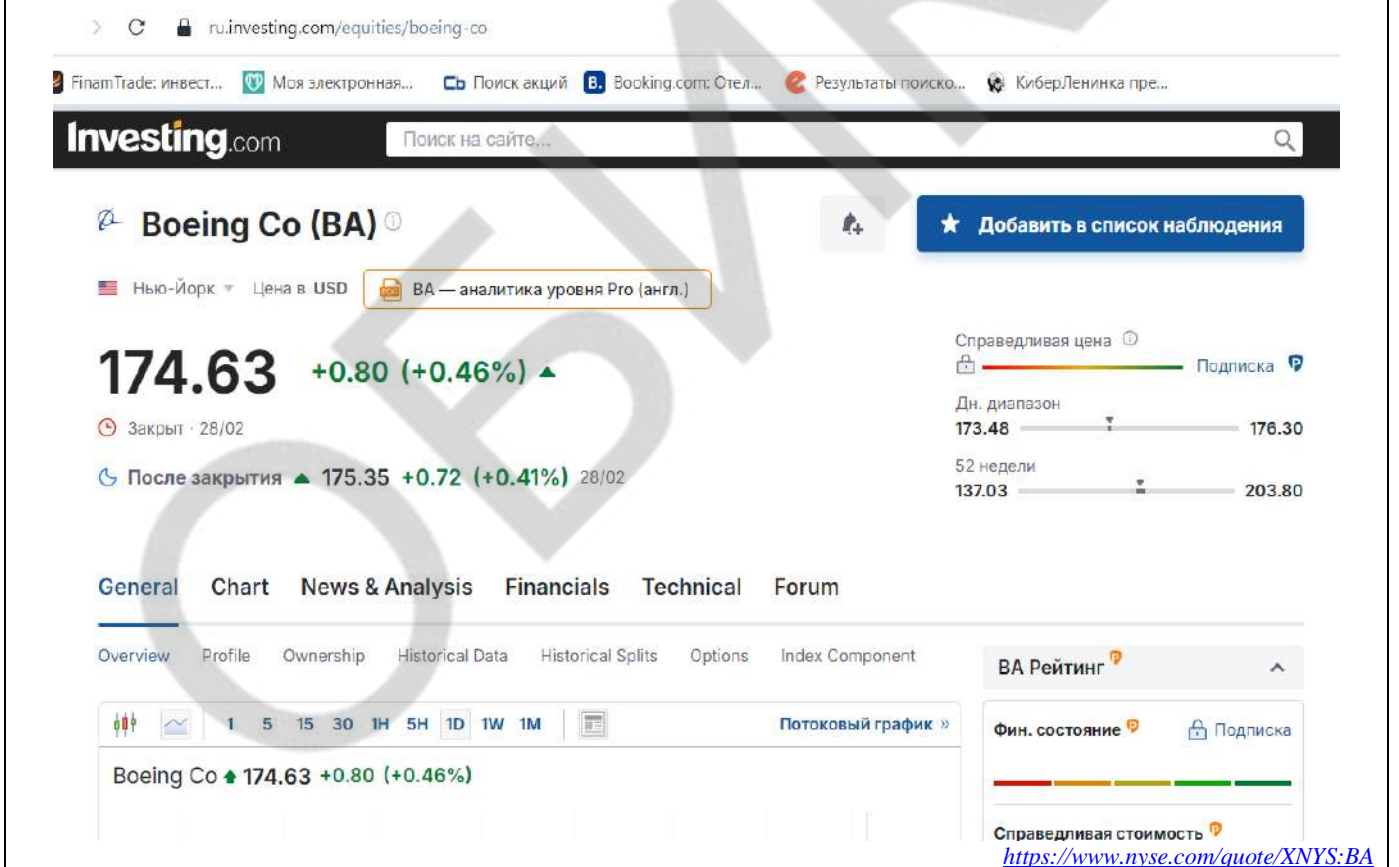 ru.investing.com/equities/boeing-co
FinamTrade: инвест... Моя электронная... Сь Поиск акций B. Booking.com: Отел... Результаты поиско... КиберЛенинка пре...
Investing.com Поиск на сайте...
Boeing Co (BA) Добавить в список наблюдения
Нью-Йорк Цена в USD BA — аналитика уровня Pro (англ.)
174.63 +0.80 (+0.46%)
Справедливая цена
Подписка
Закрыт · 28/02
Дн. диапазон
173.48 176.30
После закрытия 175.35 +0.72 (+0.41%) 28/02
52 недели
137.03 203.80
General Chart News & Analysis Financials Technical Forum
Overview Profile Ownership Historical Data Historical Splits Options Index Component
BA Рейтинг
1 5 15 30 1H 5H 1D 1W 1M Потоковый график »
Фин. состояние Подписка
Boeing Co 174.63 +0.80 (+0.46%)
Справедливая стоимость
https://www.nyse.com/quote/XNYS:BA